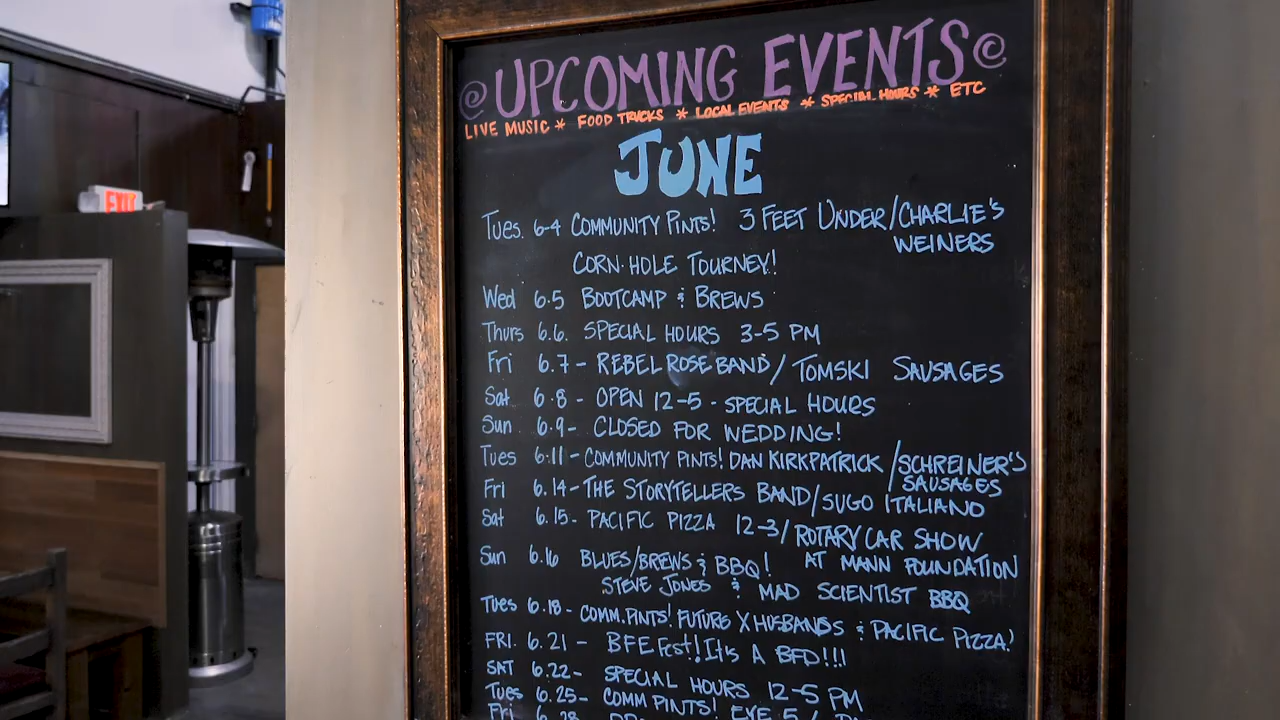 EXIT
@ UPCOMING EVENTS @
LIVE MUSIC * FOOD TRUCKS * LOCAL EVENTS * SPECIAL HOURS * ETC
JUNE
Tues. 6-4 COMMUNITY PINTS! 3 FEET UNDER/CHARLIE'S
WEINERS
CORN-HOLE TOURNEY!
Wed 6.5 BOOTCAMP & BREWS
Thurs 6.6. SPECIAL HOURS 3-5 PM
Fri 6.7- REBEL ROSE BAND/ TOMSKI SAUSAGES
Sat 6.8 - OPEN 12-5 - SPECIAL HOURS
Sun 6.9- CLOSED FOR WEDDING!
Tues 6.11- COMMUNITY PINTS! DAN KIRKPATRICK /SCHREINER'S
SAUSAGES
Fri 6.14-THE STORYTELLERS BAND/SUGO ITALIANO
Sat 6.15- PACIFIC PIZZA 12-3/ROTARY CAR SHOW
AT MANN FOUNDATION
Sun 6.16 BLUES/BREWS & BBQ!
STEVE JONES & MAD SCIENTIST BBQ
Tues 6.18- COMM.PINTS! FUTURE X HUSBANDS & PACIFIC PIZZA!
FRI. 6.21 - BFE Fest! It's A BFD!!!
SAT 6.22- SPECIAL HOURS 12-5 PM
Tues 6.25- COMM PINTS! EYE 5/
Fri 6.28